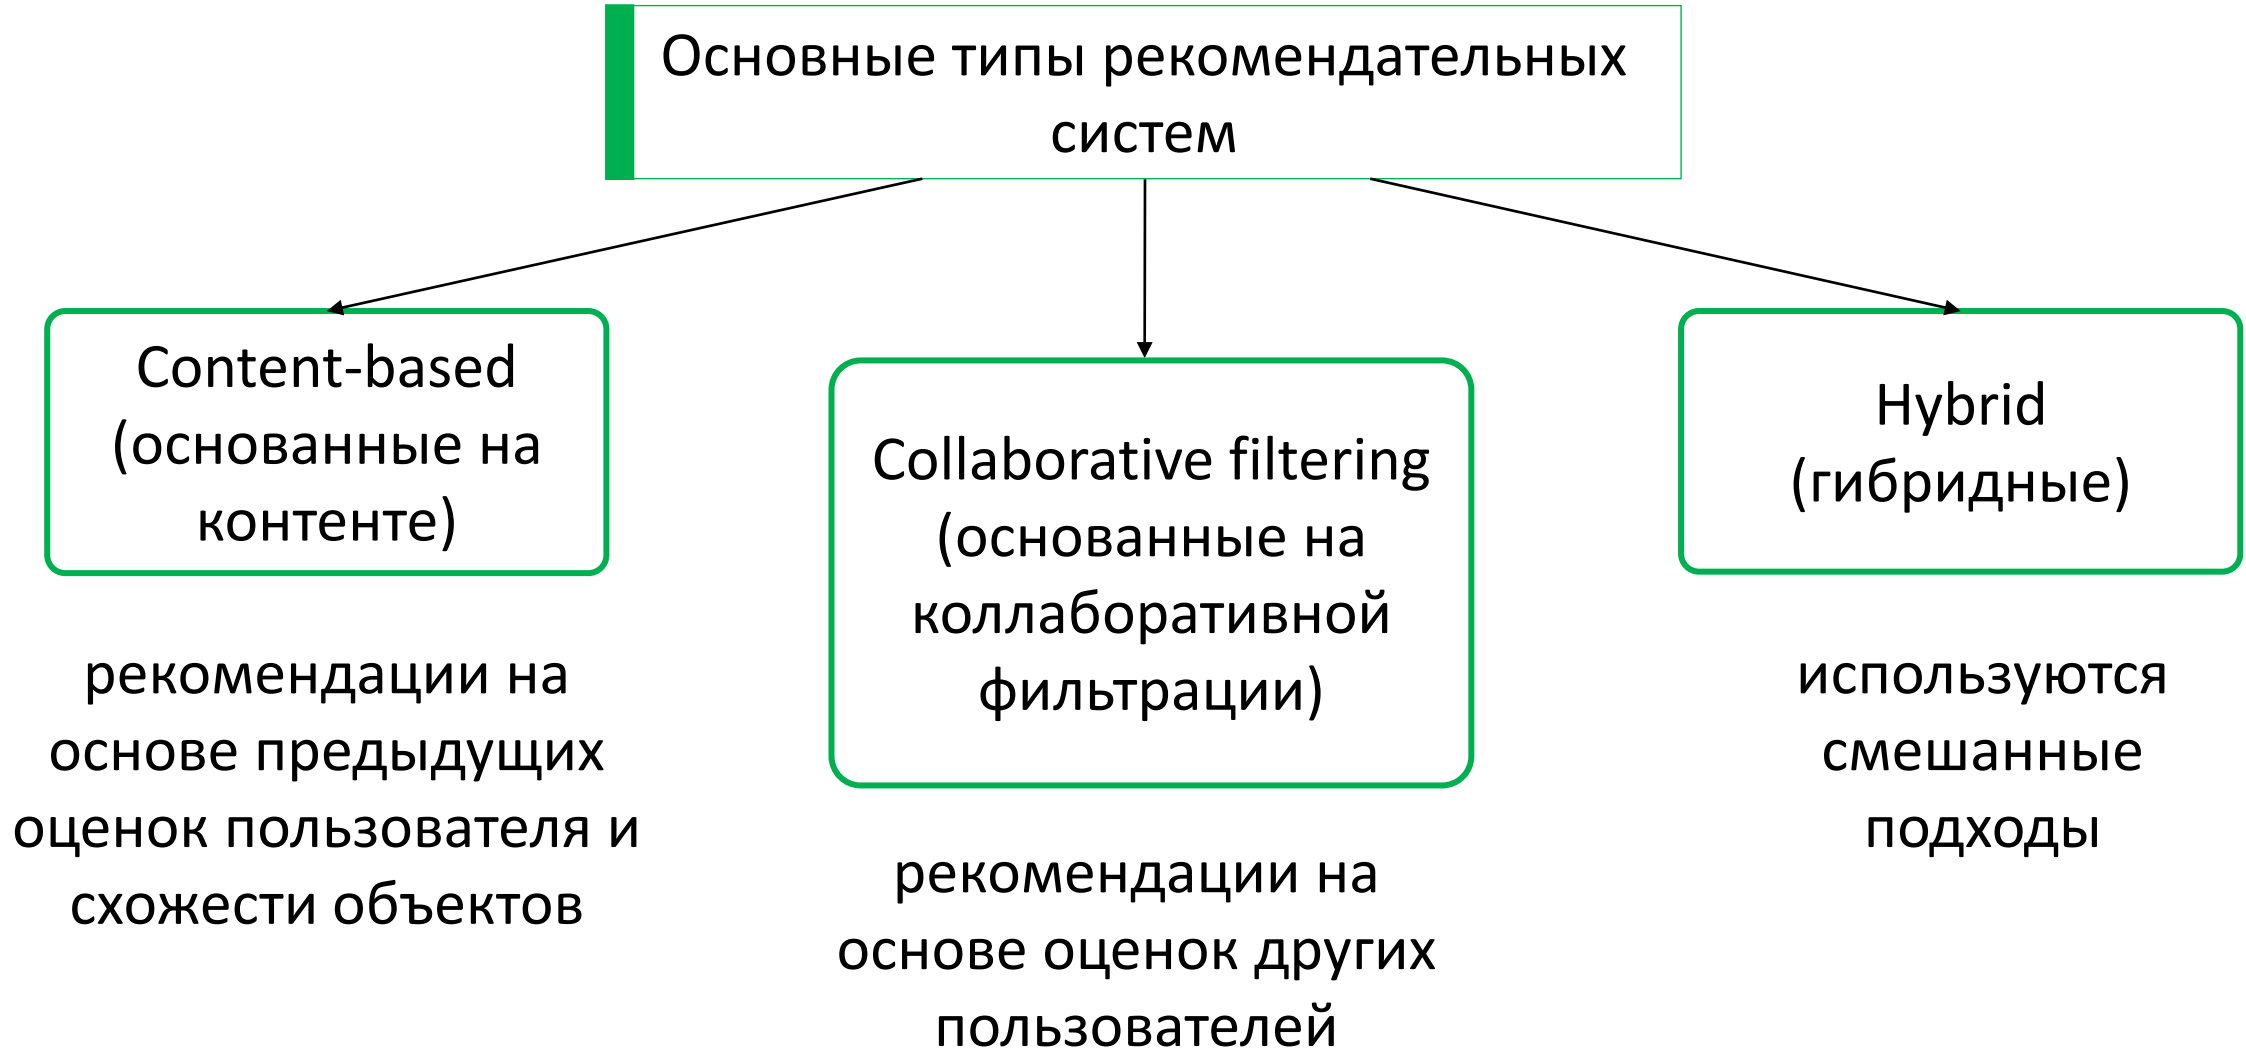 Основные типы рекомендательных
систем
Content-based
(основанные на
контенте)
рекомендации на
основе предыдущих
оценок пользователя и
схожести объектов
Collaborative filtering
(основанные на
коллаборативной
фильтрации)
рекомендации на
основе оценок других
пользователей
Hybrid
(гибридные)
используются
смешанные
подходы